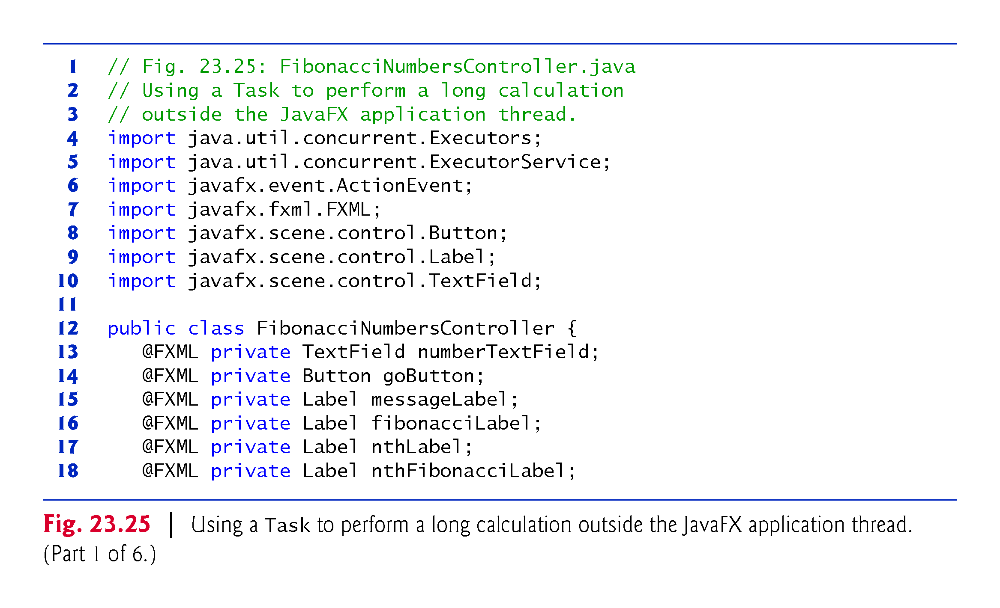 1 // Fig. 23.25: FibonacciNumbersController.java
2 // Using a Task to perform a long calculation
3 // outside the JavaFX application thread.
4 import java.util.concurrent.Executors;
5 import java.util.concurrent.ExecutorService;
6 import javafx.event.ActionEvent;
7 import javafx.fxml.FXML;
8 import javafx.scene.control.Button;
9 import javafx.scene.control.Label;
10 import javafx.scene.control.TextField;
11
12 public class FibonacciNumbersController {
13    @FXML private TextField numberTextField;
14    @FXML private Button goButton;
15    @FXML private Label messageLabel;
16    @FXML private Label fibonacciLabel;
17    @FXML private Label nthLabel;
18    @FXML private Label nthFibonacciLabel;
Fig. 23.25 | Using a Task to perform a long calculation outside the JavaFX application thread.
(Part 1 of 6.)